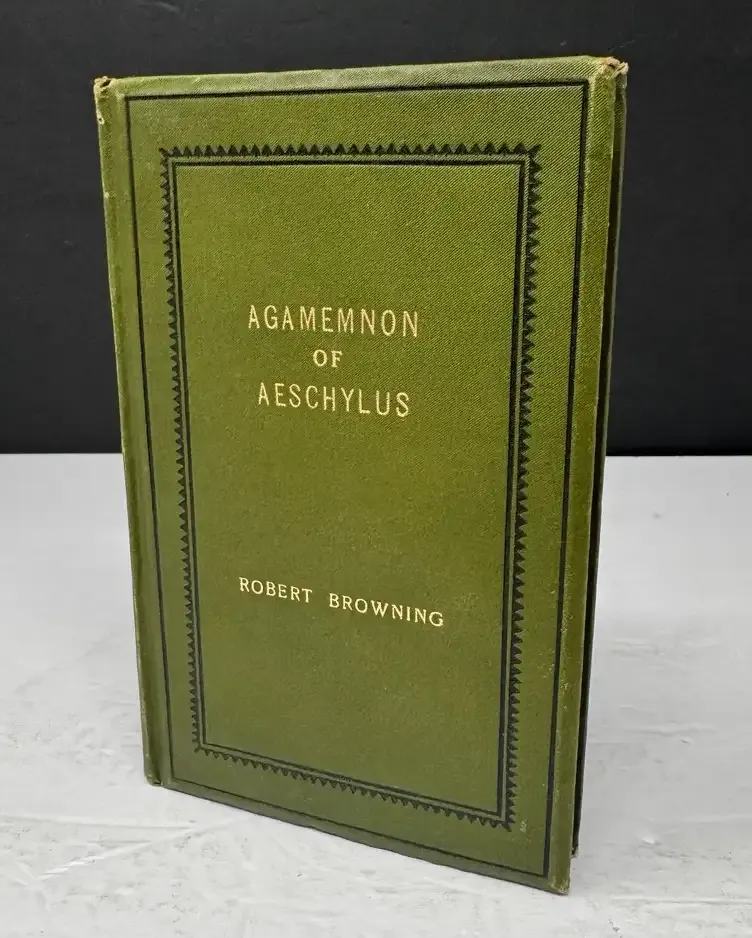 AGAMEMNON
OF
AESCHYLUS
ROBERT BROWNING